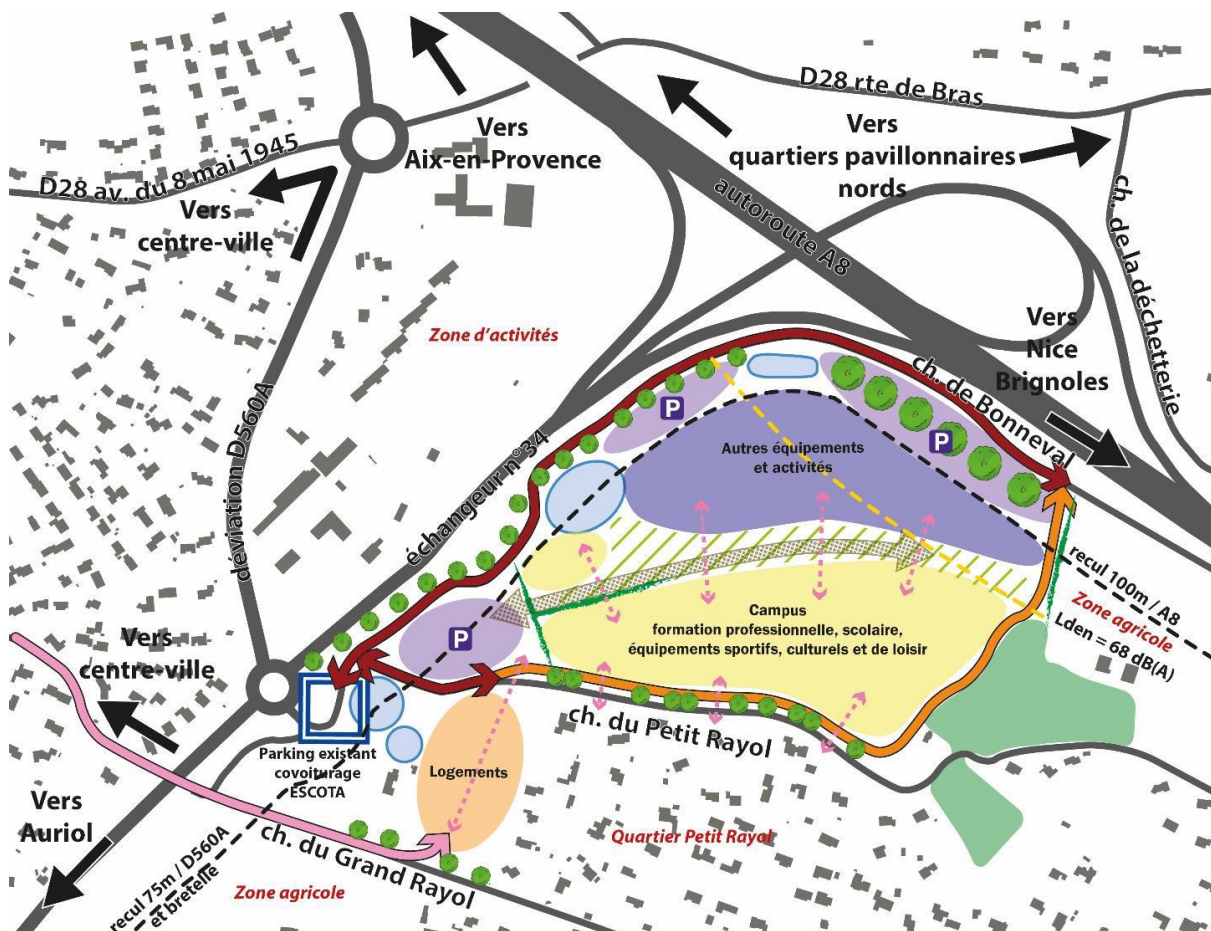 D28 rte de Bras
Vers
Aix-en-Provence
Vers
quartiers pavillonnaires
nords
D28 av. du 8 mai 1945
Vers
centre-ville
autoroute A8
ch. de la déchetterie
Zone d'activités
Vers
Nice
Brignoles
déviation D560A
échangeur n°34
ch. de Bonneval
P
P
Autres équipements
et activités
recul 100m / A8
Zone agricole
Lden = 68 dB(A)
Campus
formation professionnelle, scolaire,
équipements sportifs, culturels et de loisir
P
Vers
centre-ville
ch. du Petit Rayol
Parking existant
covoiturage
ESCOTA
Logements
Vers
Auriol
ch. du Grand Rayol
Quartier Petit Rayol
recul 75m / D560A
et bretelle
Zone agricole